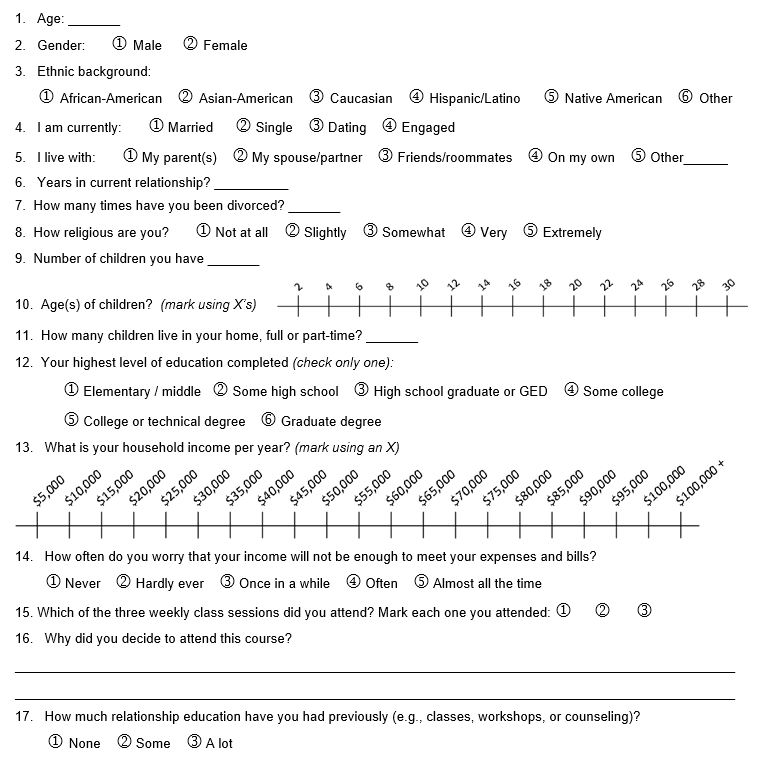 1. Age: _______
2. Gender: ① Male ② Female
3. Ethnic background:
① African-American ② Asian-American ③ Caucasian ④ Hispanic/Latino ⑤ Native American ⑥ Other
4. I am currently: ① Married ② Single ③ Dating ④ Engaged
5. I live with: ① My parent(s) ② My spouse/partner ③ Friends/roommates ④ On my own ⑤ Other______
6. Years in current relationship? __________
7. How many times have you been divorced? _______
8. How religious are you? ① Not at all ② Slightly ③ Somewhat ④ Very ⑤ Extremely
9. Number of children you have _______
2 4 6 8 10 12 14 16 18 20 22 24 26 28 30
10. Age(s) of children? (mark using X's)
11. How many children live in your home, full or part-time? _______
12. Your highest level of education completed (check only one):
① Elementary / middle ② Some high school ③ High school graduate or GED ④ Some college
⑤ College or technical degree ⑥ Graduate degree
13. What is your household income per year? (mark using an X)
$5,000 $10,000 $15,000 $20,000 $25,000 $30,000 $35,000 $40,000 $45,000 $50,000 $55,000 $60,000 $65,000 $70,000 $75,000 $80,000 $85,000 $90,000 $95,000 $100,000 $100,000 +
14. How often do you worry that your income will not be enough to meet your expenses and bills?
① Never ② Hardly ever ③ Once in a while ④ Often ⑤ Almost all the time
15. Which of the three weekly class sessions did you attend? Mark each one you attended: ① ② ③
16. Why did you decide to attend this course?
17. How much relationship education have you had previously (e.g., classes, workshops, or counseling)?
① None ② Some ③ A lot